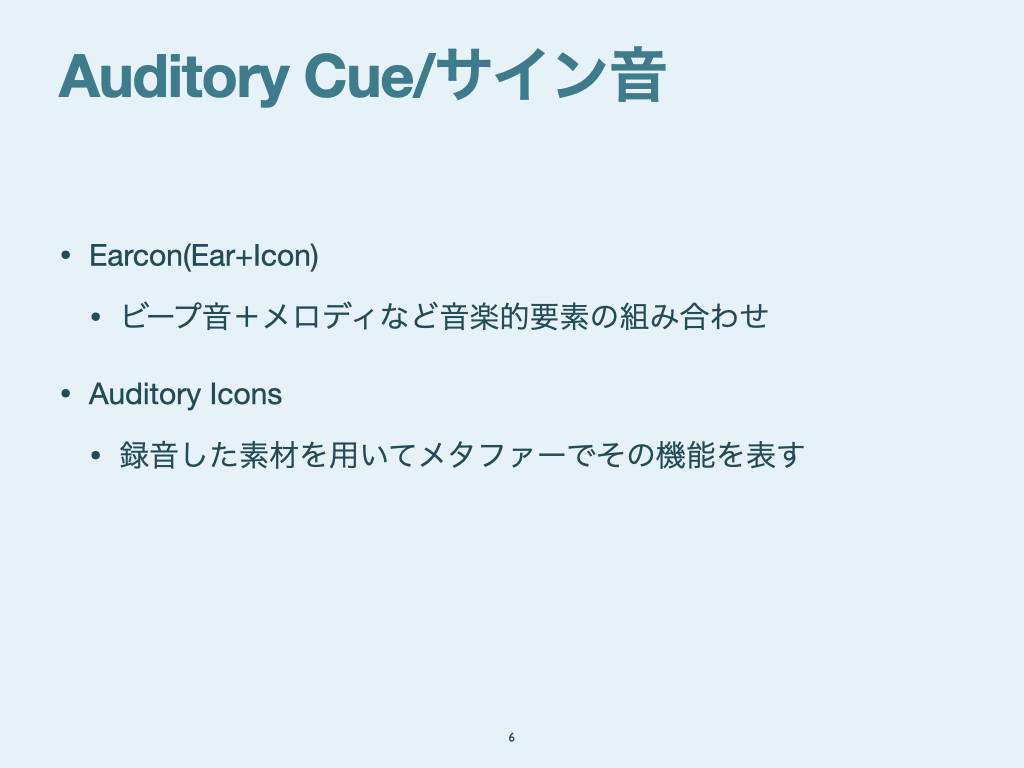 Auditory Cue/サイン音
• Earcon(Ear+Icon)
• ビープ音＋メロディなど音楽的要素の組み合わせ
• Auditory Icons
• 録音した素材を用いてメタファーでその機能を表す
6